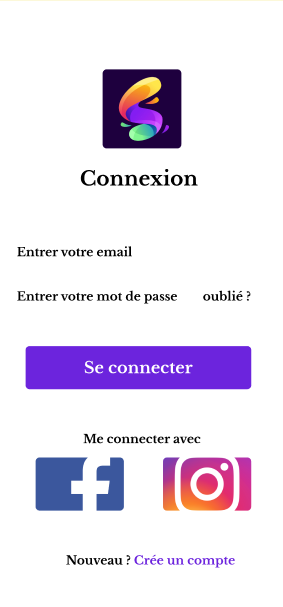 Connexion
Entrer votre email
Entrer votre mot de passe oublié ?
Se connecter
Me connecter avec
Nouveau ? Crée un compte